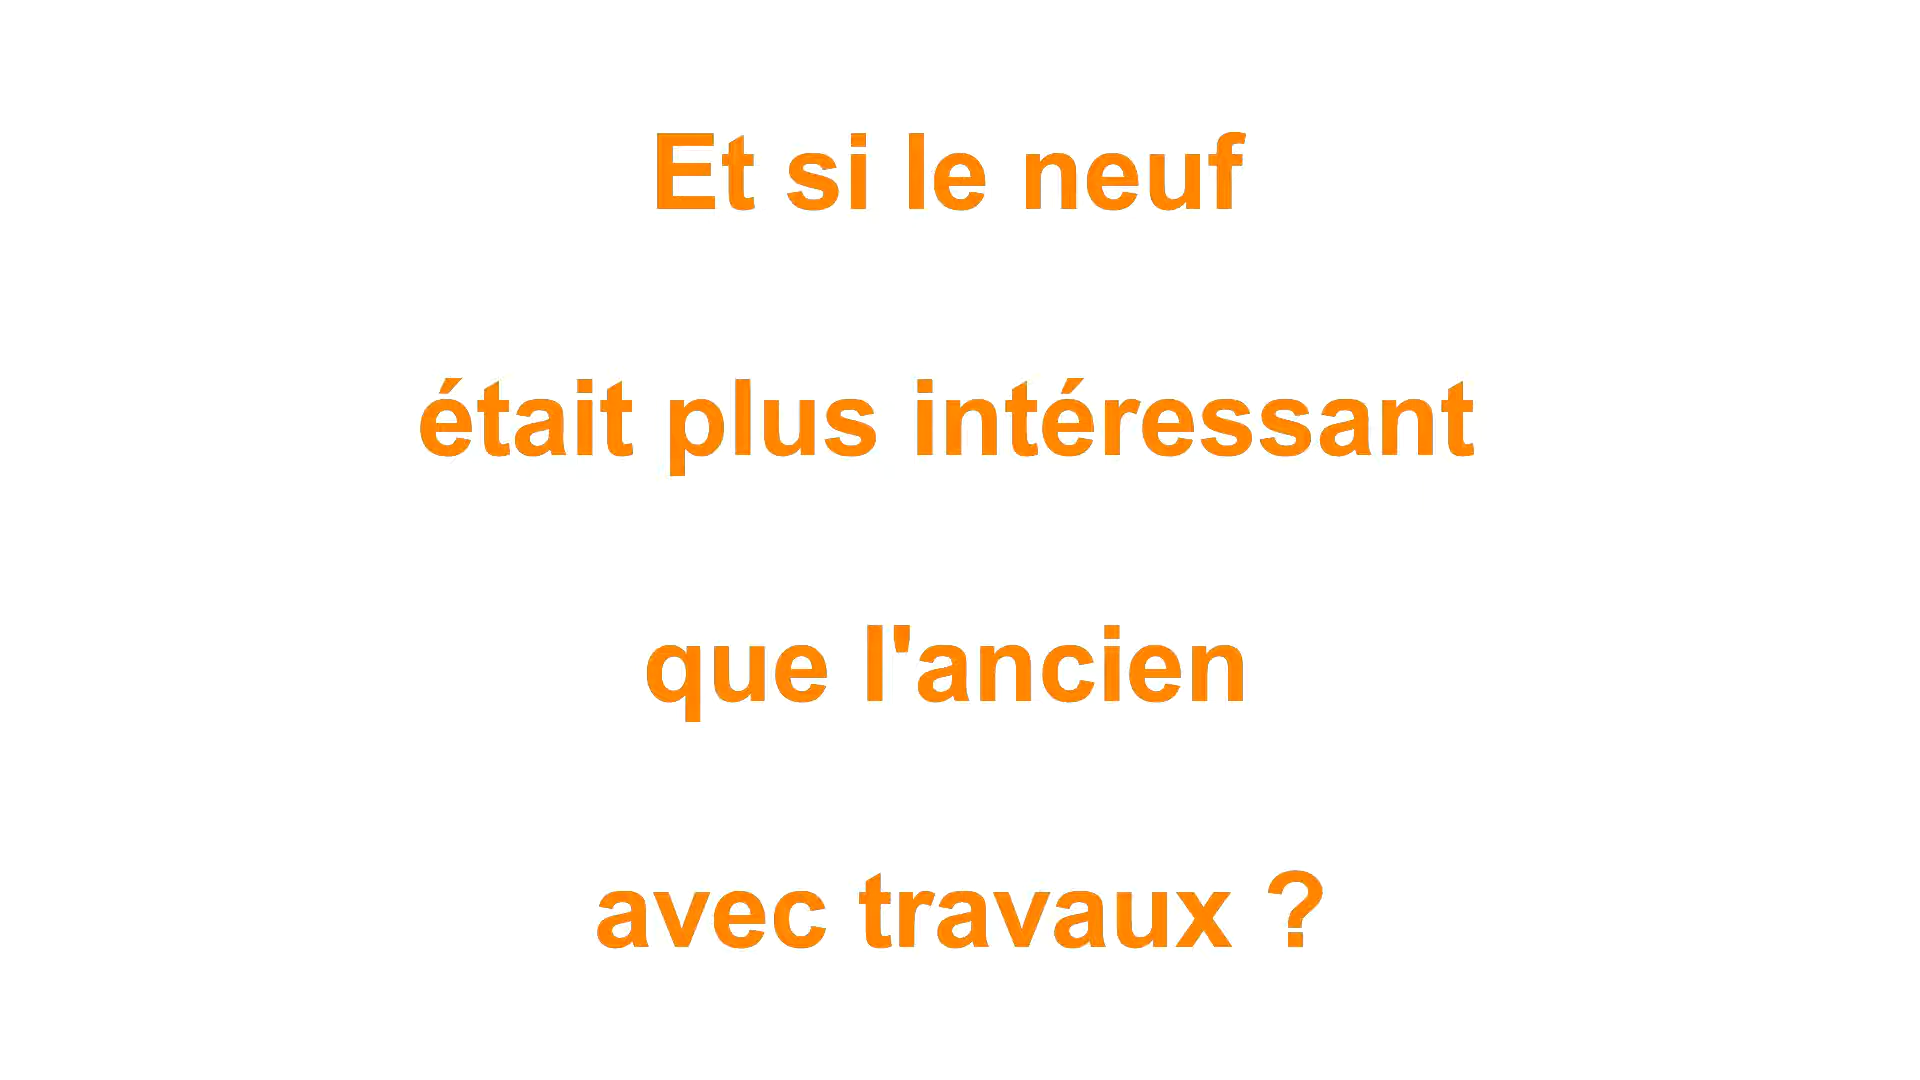 Et si le neuf
était plus intéressant
que l'ancien
avec travaux ?